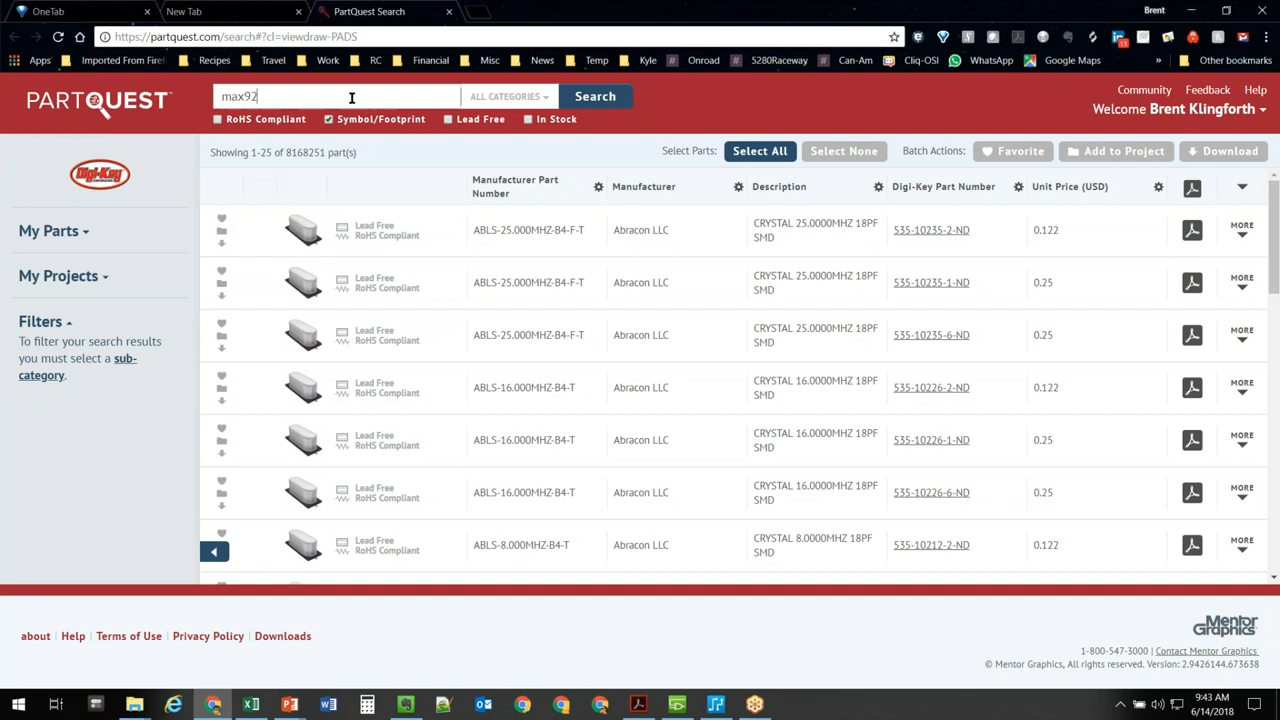 OneTab
New Tab
PartQuest Search
Brent
https://partquest.com/search#?cl=viewdraw-PADS
11
Apps
Imported From Firef
Recipes
Travel
Work
RC
Financial
Misc
News
Temp
Kyle
Onroad
5280Raceway
Can-Am
Cliq-OSI
WhatsApp
Google Maps
»
Other bookmarks
PARTQUEST
max92
ALL CATEGORIES
Search
Community
Feedback
Help
Welcome Brent Klingforth
RoHS Compliant
Symbol/Footprint
Lead Free
In Stock
Showing 1-25 of 8168251 part(s)
Select Parts:
Select All
Select None
Batch Actions:
Favorite
Add to Project
Download
Digi-Key
My Parts
My Projects
Filters
To filter your search results
you must select a sub-
category.
Manufacturer Part
Number
Manufacturer
Description
Digi-Key Part Number
Unit Price (USD)
Lead Free
RoHS Compliant
ABLS-25.000MHZ-B4-F-T
Abracon LLC
CRYSTAL 25.0000MHZ 18PF
SMD
535-10235-2-ND
0.122
MORE
Lead Free
RoHS Compliant
ABLS-25.000MHZ-B4-F-T
Abracon LLC
CRYSTAL 25.0000MHZ 18PF
SMD
535-10235-1-ND
0.25
MORE
Lead Free
RoHS Compliant
ABLS-25.000MHZ-B4-F-T
Abracon LLC
CRYSTAL 25.0000MHZ 18PF
SMD
535-10235-6-ND
0.25
MORE
Lead Free
RoHS Compliant
ABLS-16.000MHZ-B4-T
Abracon LLC
CRYSTAL 16.0000MHZ 18PF
SMD
535-10226-2-ND
0.122
MORE
Lead Free
RoHS Compliant
ABLS-16.000MHZ-B4-T
Abracon LLC
CRYSTAL 16.0000MHZ 18PF
SMD
535-10226-1-ND
0.25
MORE
Lead Free
RoHS Compliant
ABLS-16.000MHZ-B4-T
Abracon LLC
CRYSTAL 16.0000MHZ 18PF
SMD
535-10226-6-ND
0.25
MORE
Lead Free
RoHS Compliant
ABLS-8.000MHZ-B4-T
Abracon LLC
CRYSTAL 8.0000MHZ 18PF
SMD
535-10212-2-ND
0.122
MORE
about
Help
Terms of Use
Privacy Policy
Downloads
Mentor
Graphics
1-800-547-3000 | Contact Mentor Graphics
© Mentor Graphics, All rights reserved. Version: 2.9426144.673638
9:43 AM
6/14/2018